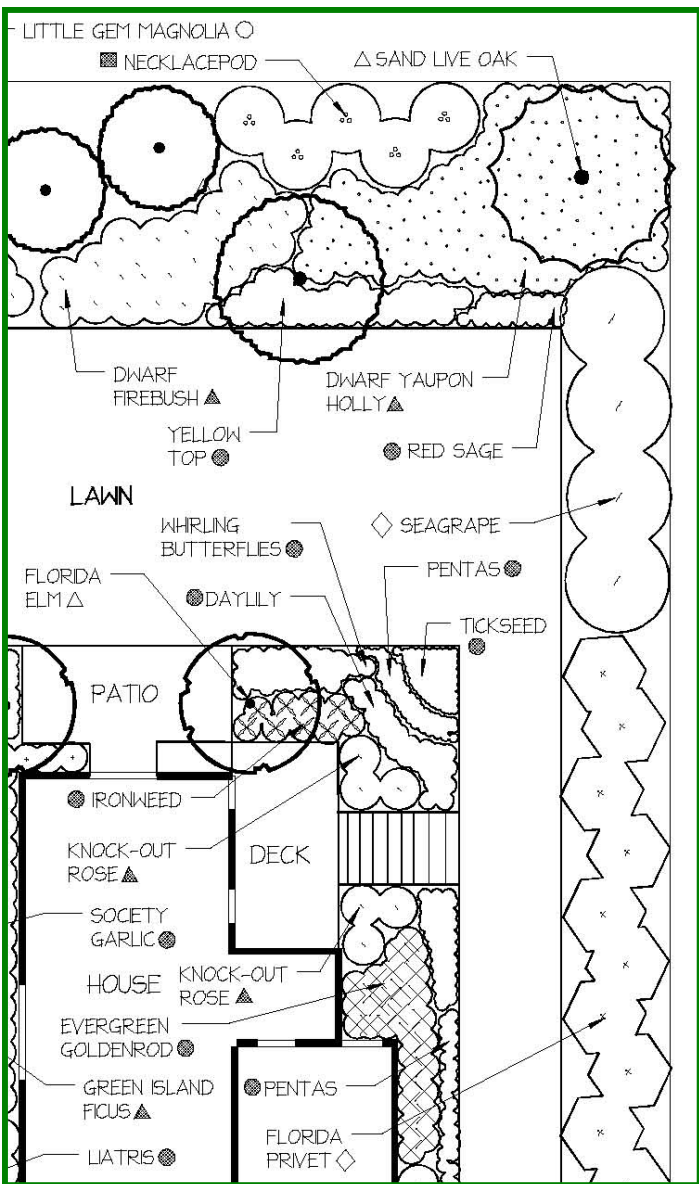 LITTLE GEM MAGNOLIA
NECKLACEPOD
SAND LIVE OAK
DWARF
FIREBUSH
DWARF YAUPON
HOLLY
YELLOW
TOP
RED SAGE
LAWN
WHIRLING
BUTTERFLIES
SEAGRAPE
FLORIDA
ELM
DAYLILY
PENTAS
TICKSEED
PATIO
IRONWEED
KNOCK-OUT
ROSE
DECK
SOCIETY
GARLIC
HOUSE
KNOCK-OUT
ROSE
EVERGREEN
GOLDENROD
GREEN ISLAND
FICUS
PENTAS
FLORIDA
PRIVET
LIATRIS